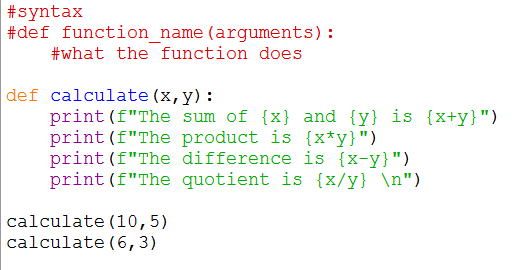 #syntax
#def function_name(arguments):
    #what the function does

def calculate(x,y):
    print(f"The sum of {x} and {y} is {x+y}")
    print(f"The product is {x*y}")
    print(f"The difference is {x-y}")
    print(f"The quotient is {x/y} \n")

calculate(10,5)
calculate(6,3)